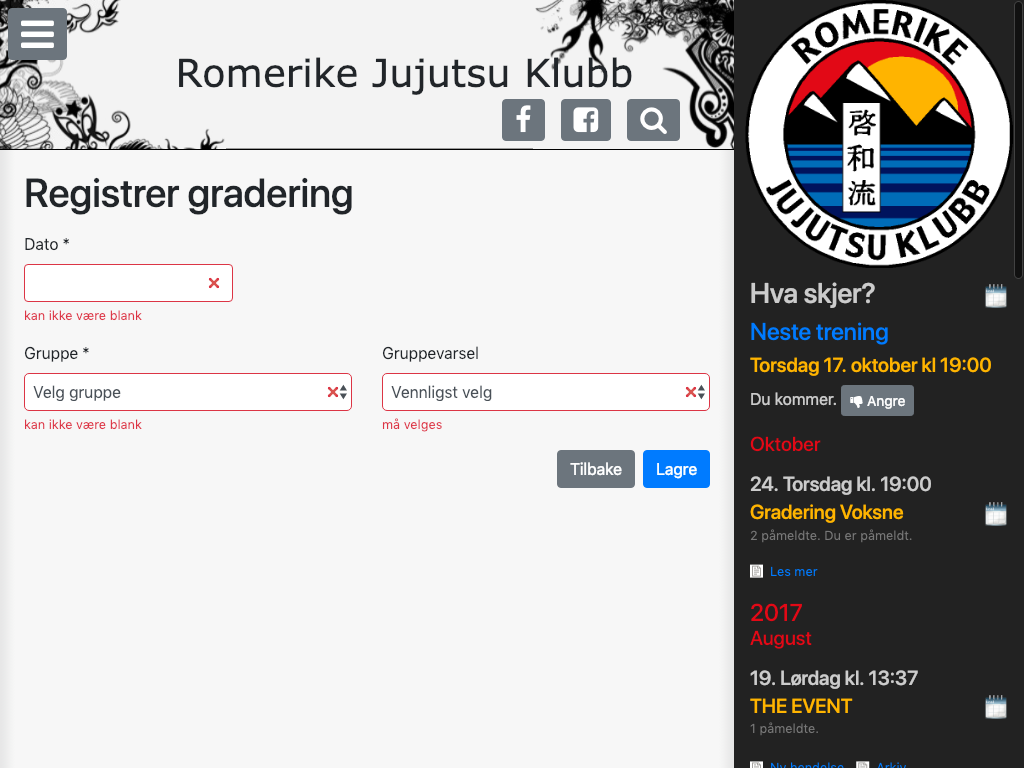 Romerike Jujutsu Klubb
Registrer gradering
Dato *
kan ikke være blank
Gruppe *
Gruppevarsel
Velg gruppe
Vennligst velg
kan ikke være blank
må velges
Tilbake
Lagre
ROMERIKE
啓和流
JUJUTSU KLUBB
Hva skjer?
Neste trening
Torsdag 17. oktober kl 19:00
Du kommer.
Angre
Oktober
24. Torsdag kl. 19:00
Gradering Voksne
2 påmeldte. Du er påmeldt.
Les mer
2017
August
19. Lørdag kl. 13:37
THE EVENT
1 påmeldte.
Ny hendelse
Arkiv